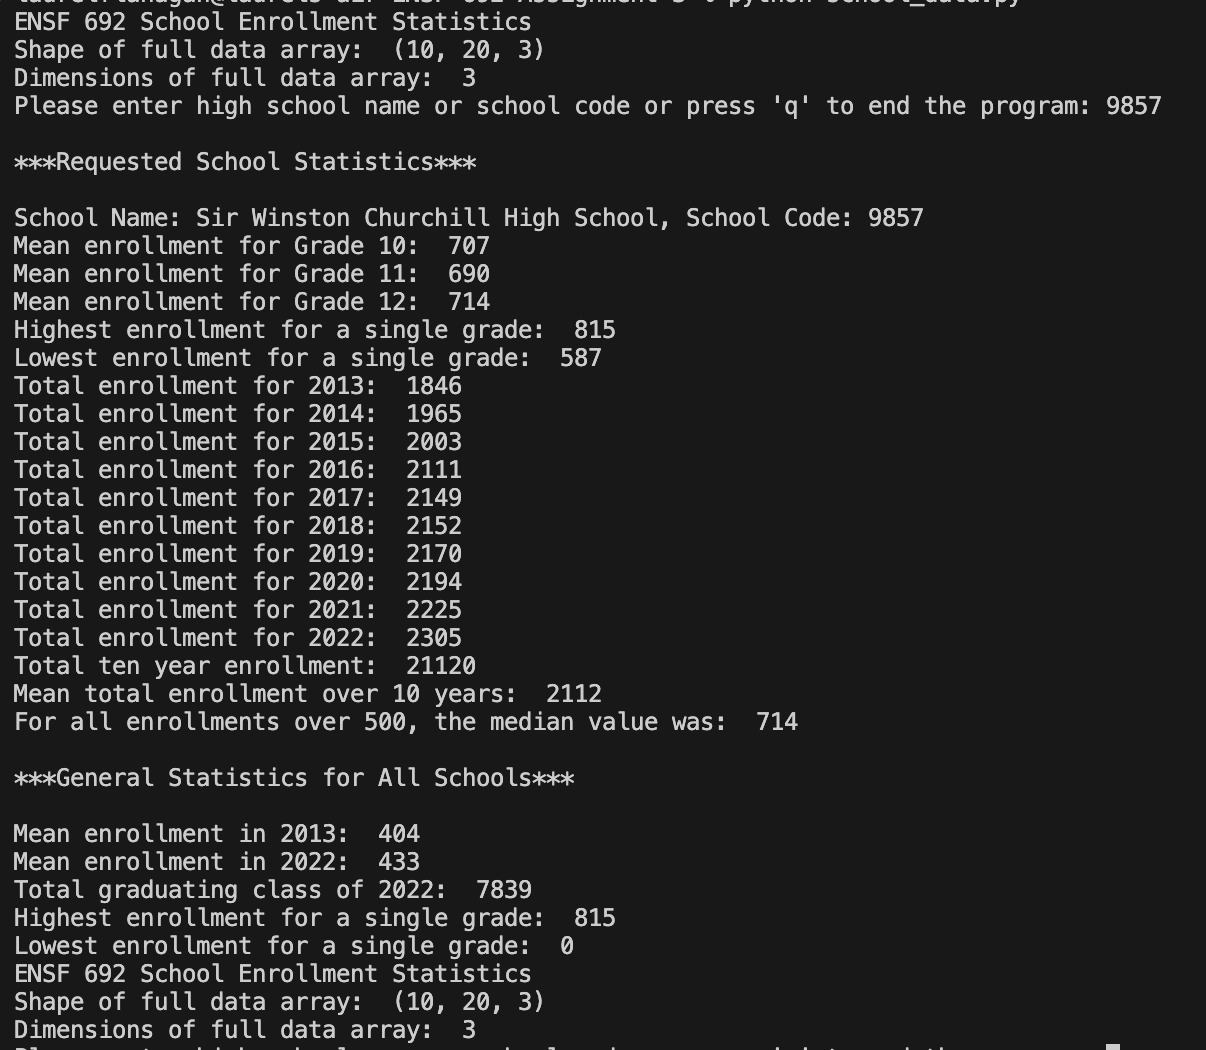 ENSF 692 School Enrollment Statistics
Shape of full data array:  (10, 20, 3)
Dimensions of full data array:  3
Please enter high school name or school code or press 'q' to end the program: 9857
***Requested School Statistics***
School Name: Sir Winston Churchill High School, School Code: 9857
Mean enrollment for Grade 10:  707
Mean enrollment for Grade 11:  690
Mean enrollment for Grade 12:  714
Highest enrollment for a single grade:  815
Lowest enrollment for a single grade:  587
Total enrollment for 2013:  1846
Total enrollment for 2014:  1965
Total enrollment for 2015:  2003
Total enrollment for 2016:  2111
Total enrollment for 2017:  2149
Total enrollment for 2018:  2152
Total enrollment for 2019:  2170
Total enrollment for 2020:  2194
Total enrollment for 2021:  2225
Total enrollment for 2022:  2305
Total ten year enrollment:  21120
Mean total enrollment over 10 years:  2112
For all enrollments over 500, the median value was:  714
***General Statistics for All Schools***
Mean enrollment in 2013:  404
Mean enrollment in 2022:  433
Total graduating class of 2022:  7839
Highest enrollment for a single grade:  815
Lowest enrollment for a single grade:  0
ENSF 692 School Enrollment Statistics
Shape of full data array:  (10, 20, 3)
Dimensions of full data array:  3